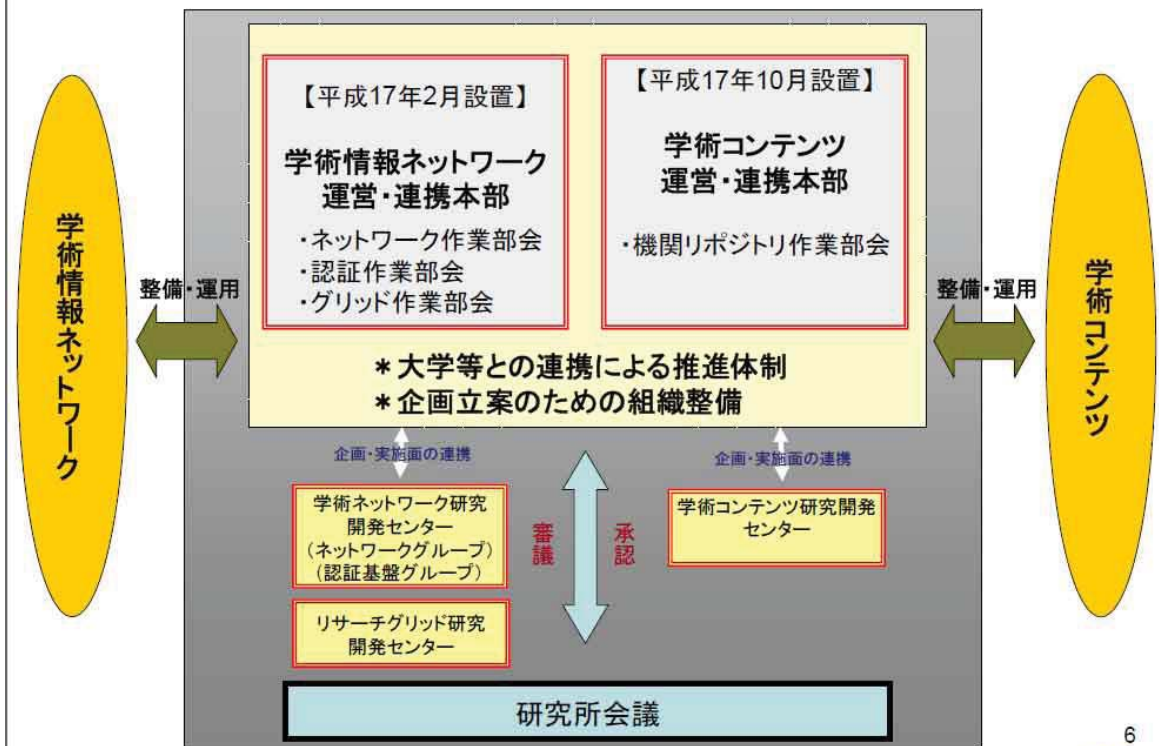 学術情報ネットワーク
整備・運用
【平成17年2月設置】
学術情報ネットワーク
運営・連携本部
・ネットワーク作業部会
・認証作業部会
・グリッド作業部会
【平成17年10月設置】
学術コンテンツ
運営・連携本部
・機関リポジトリ作業部会
整備・運用
学術コンテンツ
＊大学等との連携による推進体制
＊企画立案のための組織整備
企画・実施面の連携
企画・実施面の連携
学術ネットワーク研究
開発センター
（ネットワークグループ）
（認証基盤グループ）
審議
承認
学術コンテンツ研究開発
センター
リサーチグリッド研究
開発センター
研究所会議
6